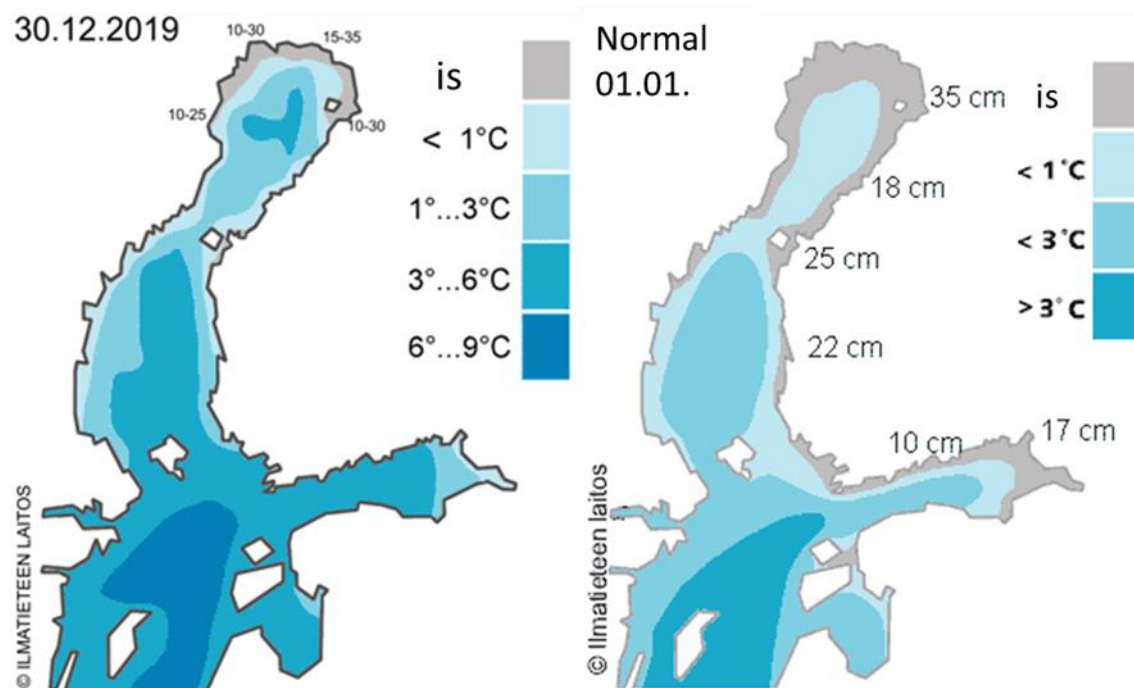 30.12.2019
10-30
15-35
10-25
10-30
is
< 1°C
1°...3°C
3°...6°C
6°...9°C
© ILMATIETEEN LAITOS
Normal
01.01.
35 cm
18 cm
25 cm
22 cm
10 cm
17 cm
is
< 1°C
< 3°C
> 3°C
© Ilmatieteen laitos